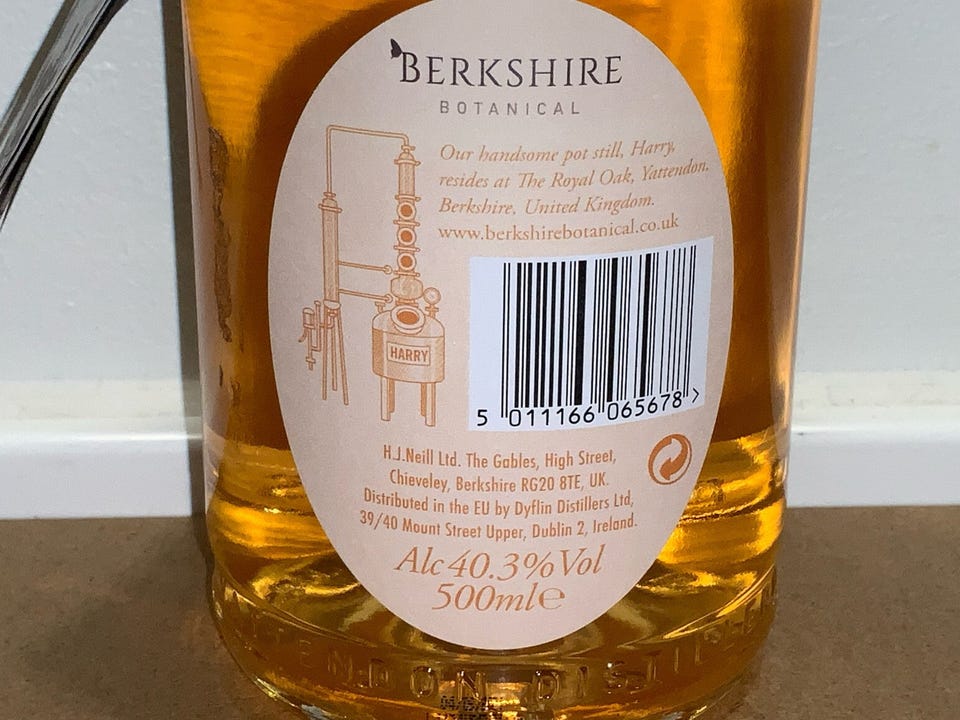 BERKSHIRE
BOTANICAL
Our handsome pot still, Harry,
resides at The Royal Oak, Yattendon,
Berkshire, United Kingdom.
www.berkshirebotanical.co.uk
HARRY
5 011166 065678 >
H.J.Neill Ltd. The Gables, High Street,
Chieveley, Berkshire RG20 8TE, UK.
Distributed in the EU by Dyflin Distillers Ltd,
39/40 Mount Street Upper, Dublin 2, Ireland.
Alc 40.3% Vol
500ml e